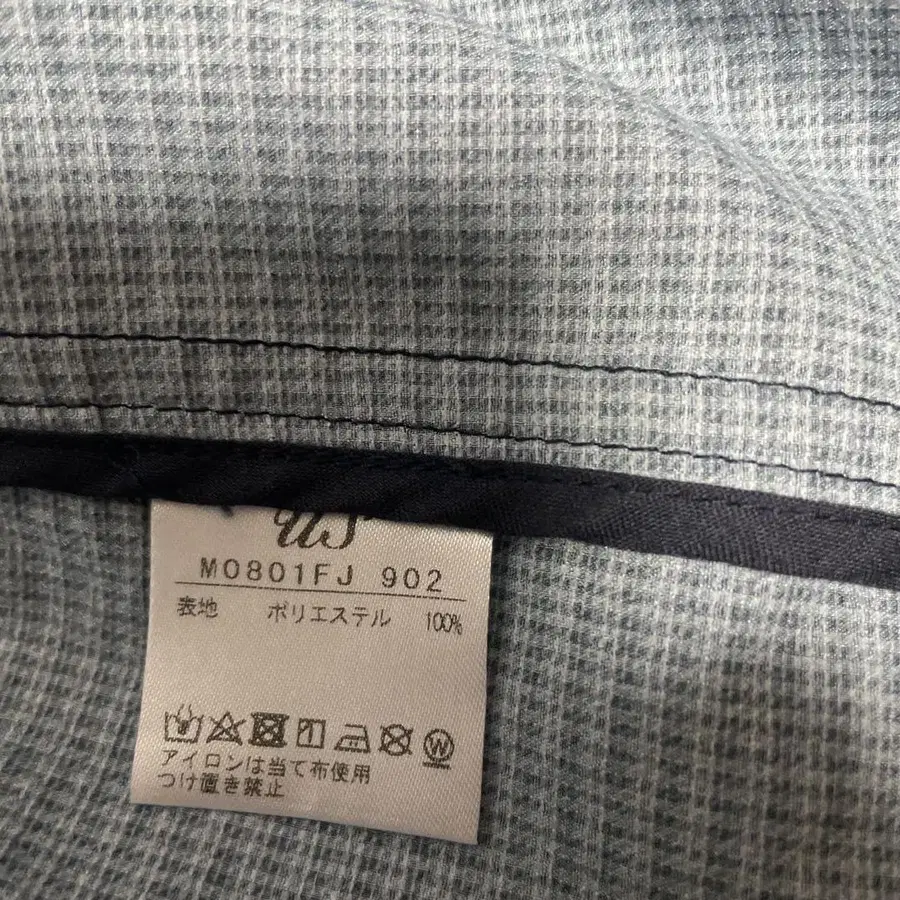 M0801FJ 902
表地 ポリエステル 100%
W
アイロンは当て布使用
つけ置き禁止